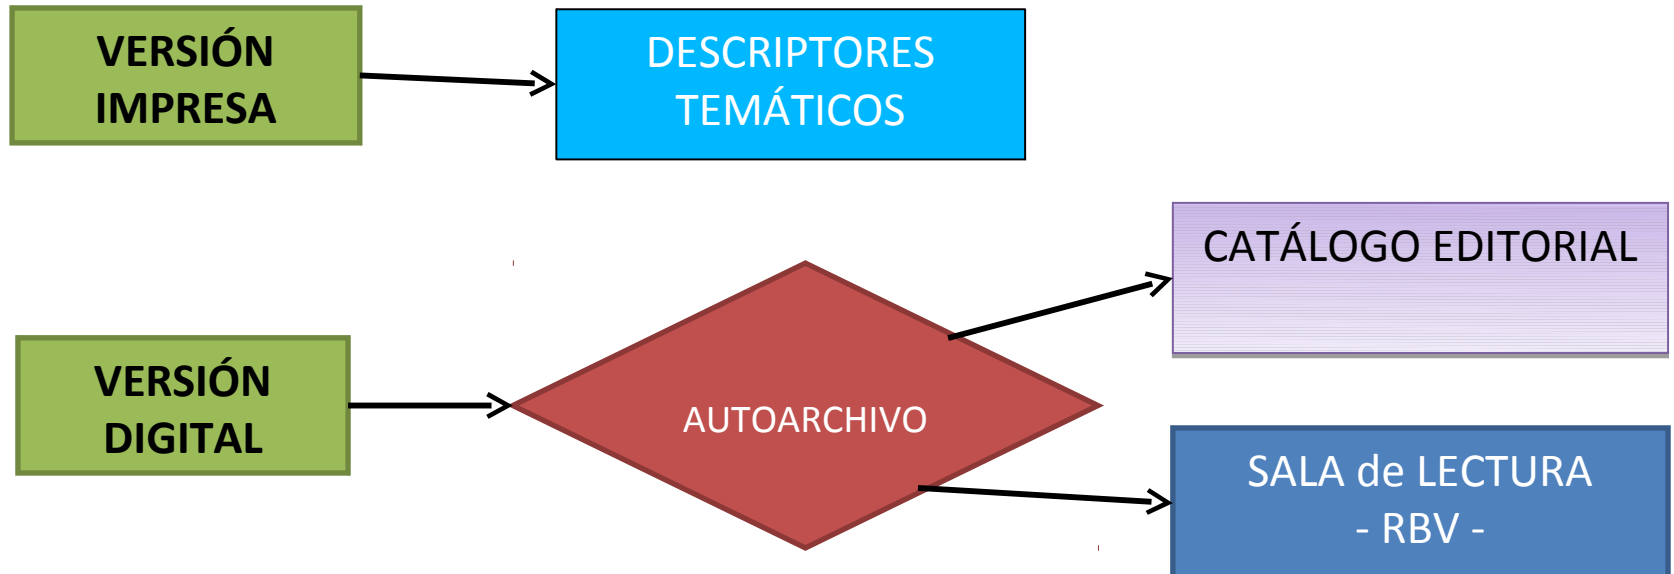 VERSIÓN
IMPRESA
DESCRIPTORES
TEMÁTICOS
CATÁLOGO EDITORIAL
VERSIÓN
DIGITAL
AUTOARCHIVO
SALA de LECTURA
- RBV -